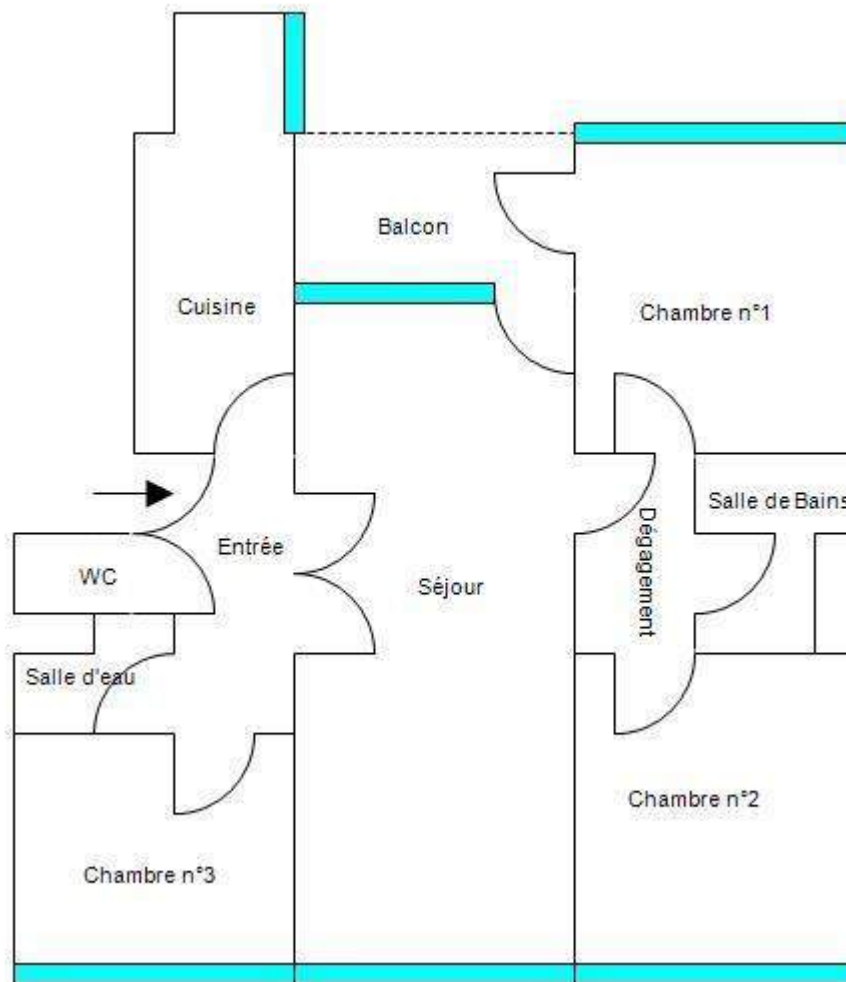 Balcon
Cuisine
Chambre n°1
Salle de Bains
Entrée
Dégagement
WC
Séjour
Salle d'eau
Chambre n°2
Chambre n°3